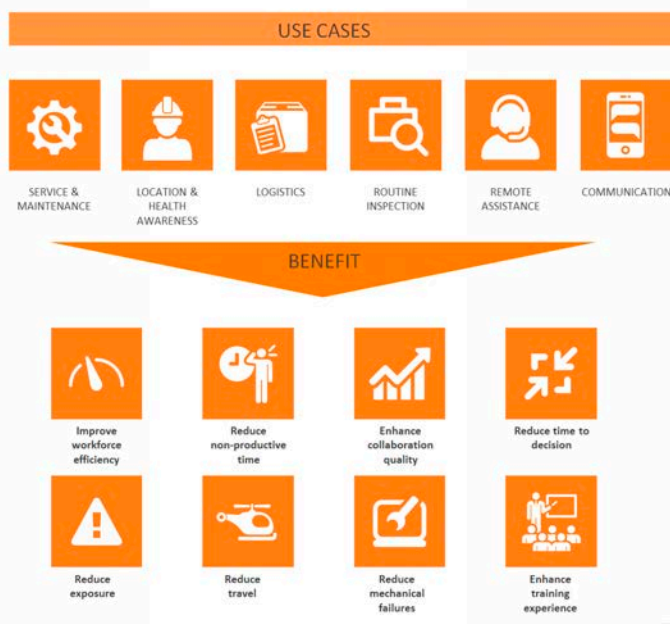 USE CASES
SERVICE &
MAINTENANCE
LOCATION &
HEALTH
AWARENESS
LOGISTICS
ROUTINE
INSPECTION
REMOTE
ASSISTANCE
COMMUNICATION
BENEFIT
Improve
workforce
efficiency
Reduce
non-productive
time
Enhance
collaboration
quality
Reduce time to
decision
Reduce
exposure
Reduce
travel
Reduce
mechanical
failures
Enhance
training
experience